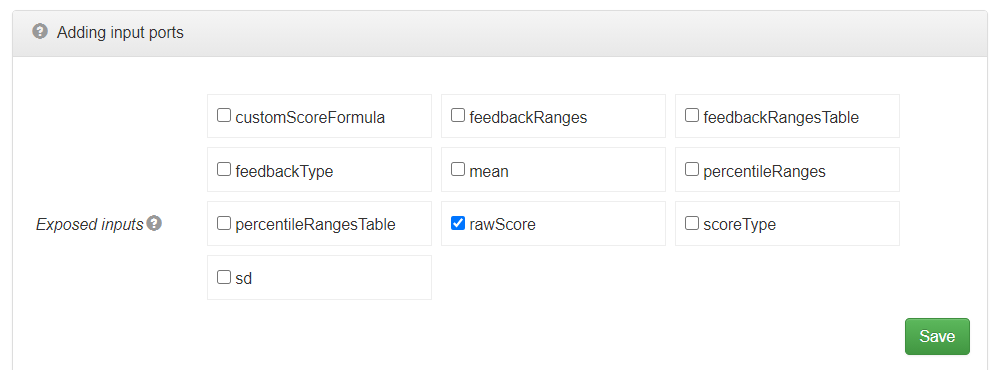 Adding input ports
customScoreFormula feedbackRanges feedbackRangesTable
feedbackType mean percentileRanges
Exposed inputs percentileRangesTable rawScore scoreType
sd
Save